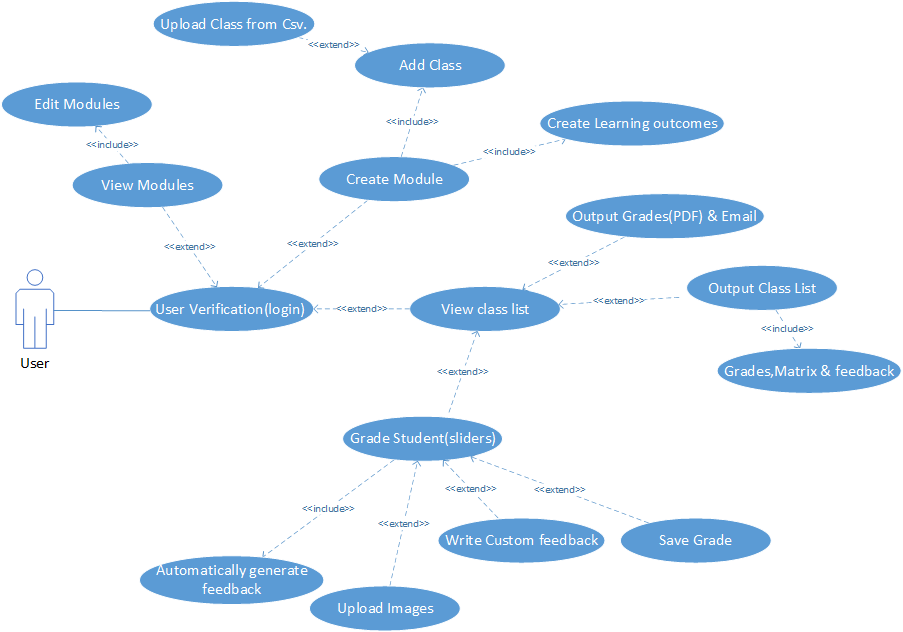 Upload Class from Csv.
<<extend>>
Add Class
Edit Modules
<<include>>
Create Learning outcomes
<<include>>
<<include>>
View Modules
Create Module
Output Grades(PDF) & Email
<<extend>>
<<extend>>
<<extend>>
Output Class List
<<extend>>
User Verification(login)
<<extend>>
View class list
<<include>>
User
<<extend>>
Grades,Matrix & feedback
Grade Student(sliders)
<<extend>>
<<extend>>
<<include>>
<<extend>>
Write Custom feedback
Save Grade
Automatically generate
feedback
Upload Images